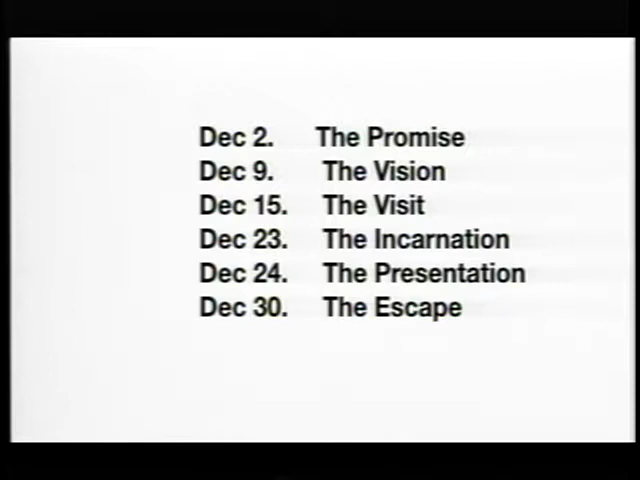 Dec 2. The Promise
Dec 9. The Vision
Dec 15. The Visit
Dec 23. The Incarnation
Dec 24. The Presentation
Dec 30. The Escape